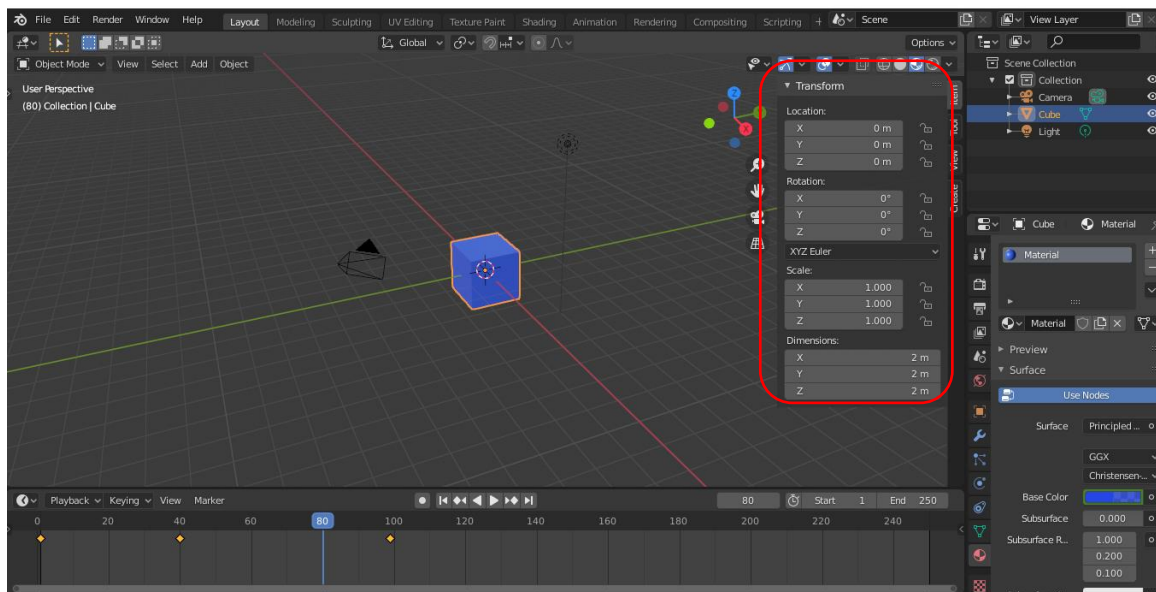 File Edit Render Window Help Layout Modeling Sculpting UV Editing Texture Paint Shading Animation Rendering Compositing Scripting + Scene View Layer
Global Options
Object Mode View Select Add Object
User Perspective
(80) Collection | Cube
Z
X
Transform
Location:
X 0 m
Y 0 m
Z 0 m
Rotation:
X 0°
Y 0°
Z 0°
XYZ Euler
Scale:
X 1.000
Y 1.000
Z 1.000
Dimensions:
X 2 m
Y 2 m
Z 2 m
Item
Tool
View
Create
Scene Collection
Collection
Camera
Cube
Light
Cube Material
Material
Material
Preview
Surface
Use Nodes
Surface Principled ...
GGX
Christensen-...
Base Color
Subsurface 0.000
Subsurface R... 1.000
0.200
0.100
Playback Keying View Marker 80 Start 1 End 250
0 20 40 60 80 100 120 140 160 180 200 220 240